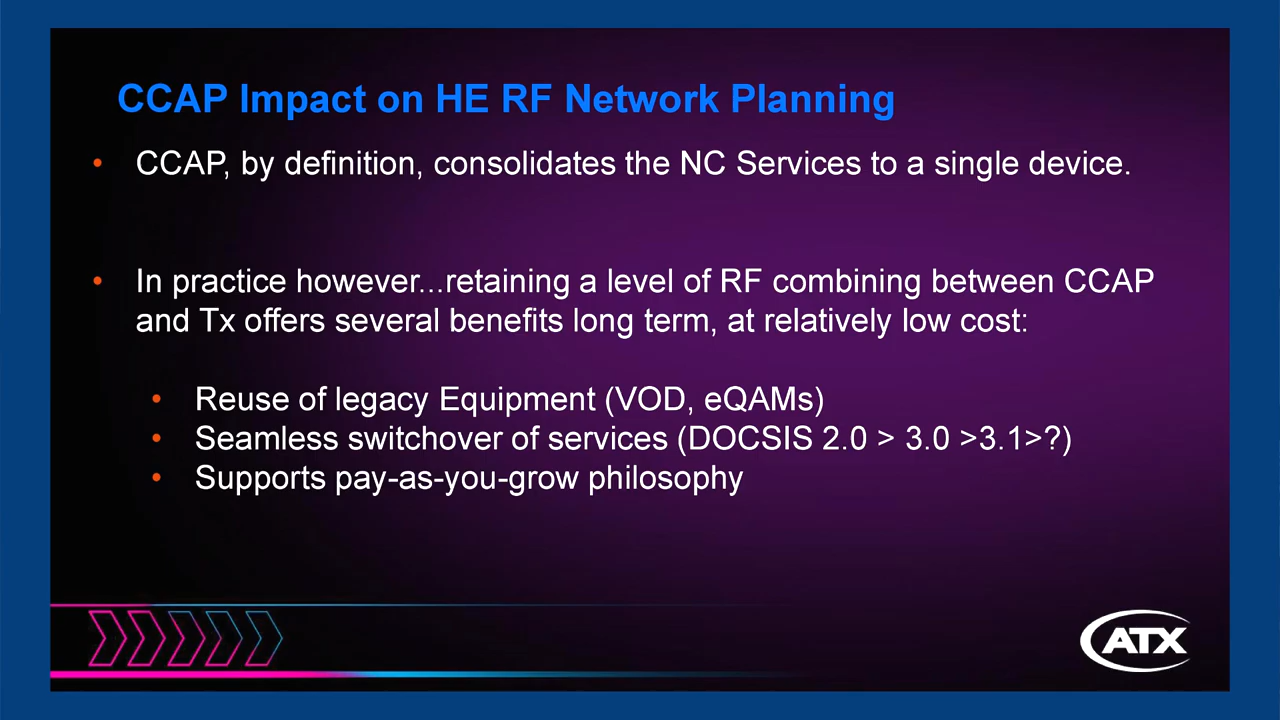 CCAP Impact on HE RF Network Planning
• CCAP, by definition, consolidates the NC Services to a single device.
• In practice however...retaining a level of RF combining between CCAP
and Tx offers several benefits long term, at relatively low cost:
• Reuse of legacy Equipment (VOD, eQAMs)
• Seamless switchover of services (DOCSIS 2.0 > 3.0 >3.1>?)
• Supports pay-as-you-grow philosophy
ATX